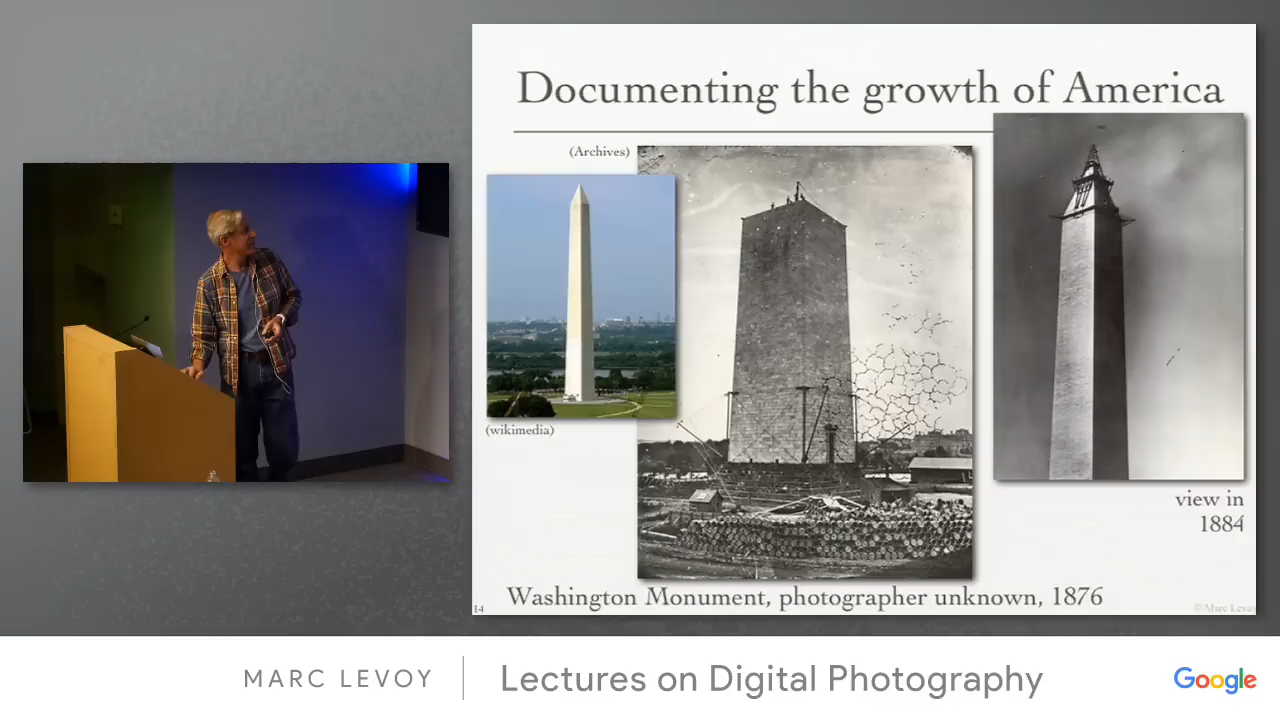 Documenting the growth of America
(Archives)
(wikimedia)
view in
1884
Washington Monument, photographer unknown, 1876
14
© Marc Levoy
MARC LEVOY
Lectures on Digital Photography
Google